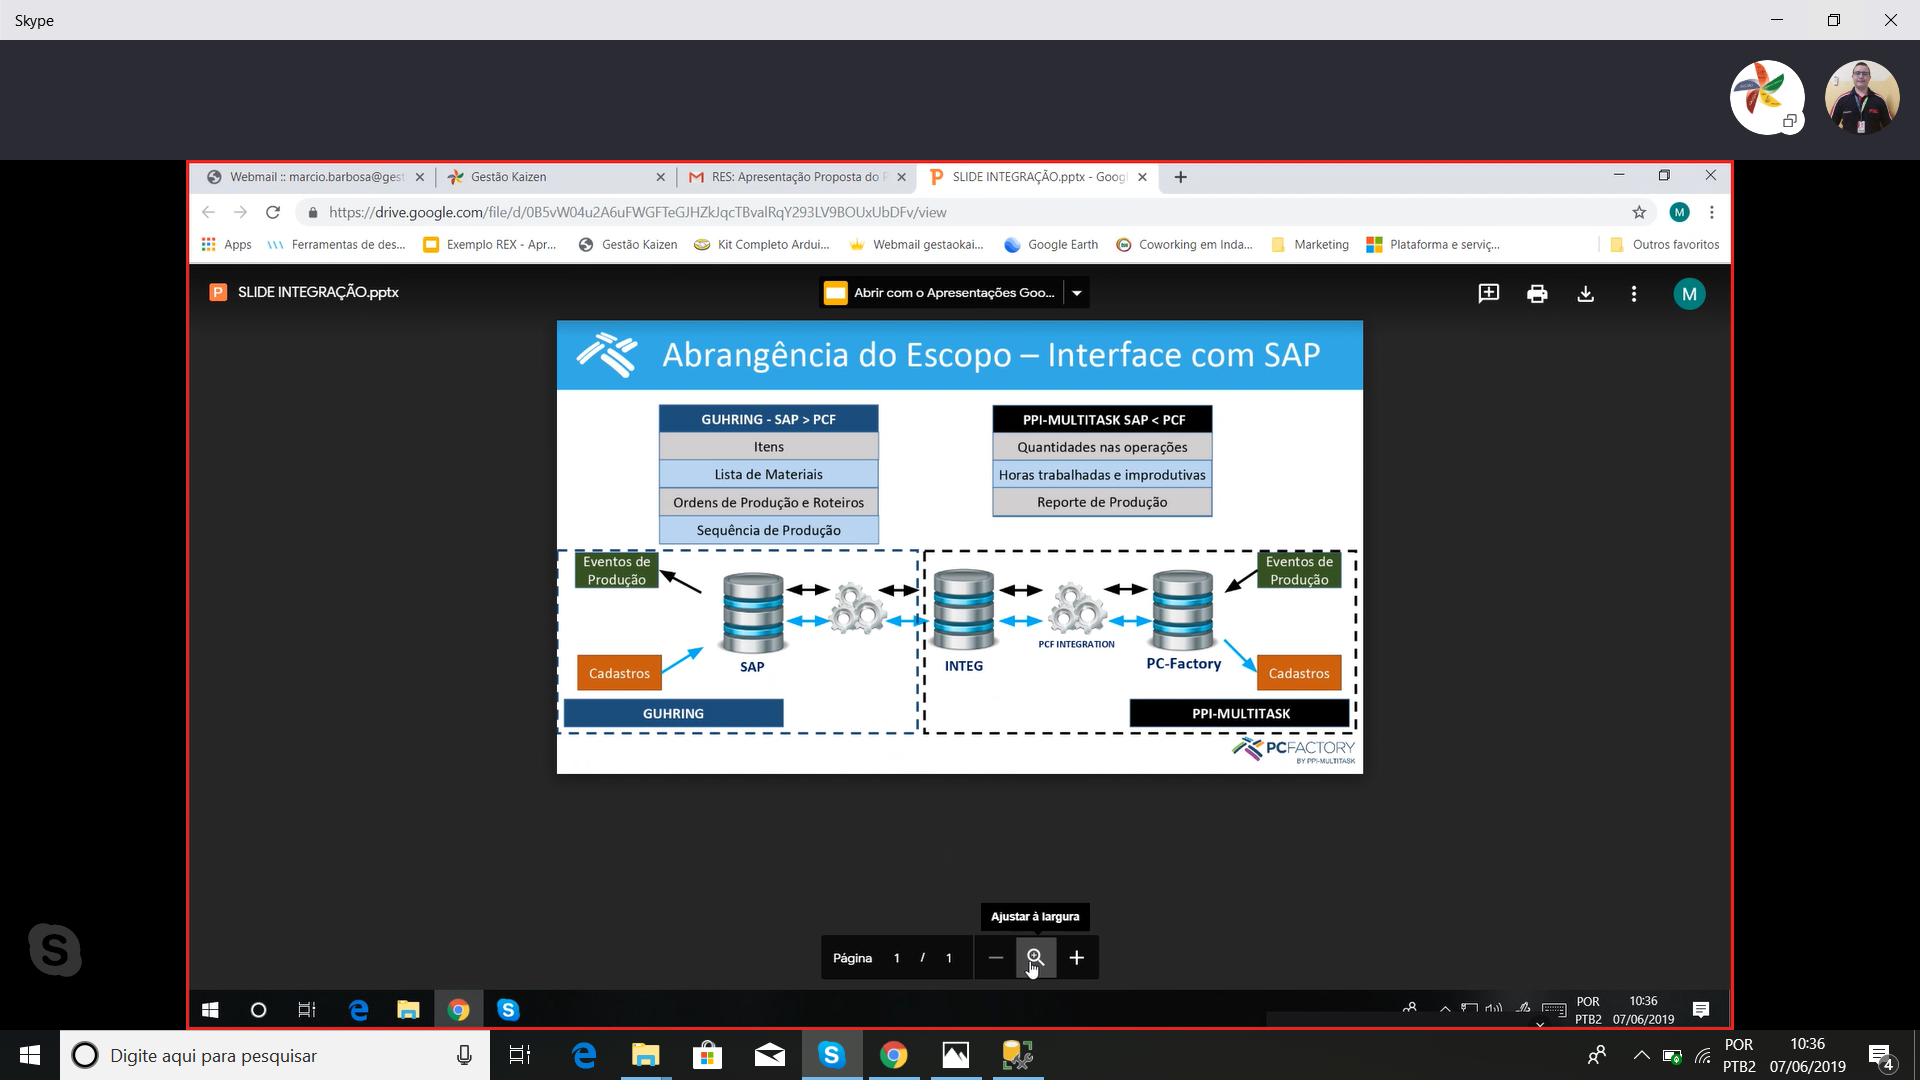 Skype
Webmail :: marcio.barbosa@gest
Gestão Kaizen
RES: Apresentação Proposta do P
SLIDE INTEGRAÇÃO.pptx - Goog
https://drive.google.com/file/d/0B5vW04u2A6uFWGFTeGJHZkJqcTBvalRqY293LV9BOUxUbDFv/view
M
Apps
Ferramentas de des...
Exemplo REX - Apr...
Gestão Kaizen
Kit Completo Ardui...
Webmail gestaokai...
Google Earth
Coworking em Inda...
Marketing
Plataforma e serviç...
Outros favoritos
P SLIDE INTEGRAÇÃO.pptx
Abrir com o Apresentações Goo...
M
Abrangência do Escopo – Interface com SAP
GUHRING - SAP > PCF
Itens
Lista de Materiais
Ordens de Produção e Roteiros
Sequência de Produção
PPI-MULTITASK SAP < PCF
Quantidades nas operações
Horas trabalhadas e improdutivas
Reporte de Produção
Eventos de
Produção
Cadastros
SAP
GUHRING
INTEG
PCF INTEGRATION
PC-Factory
Eventos de
Produção
Cadastros
PPI-MULTITASK
PCFACTORY
BY PPI-MULTITASK
Ajustar à largura
Página 1 / 1
POR
PTB2
10:36
07/06/2019
Digite aqui para pesquisar
POR
PTB2
10:36
07/06/2019
4